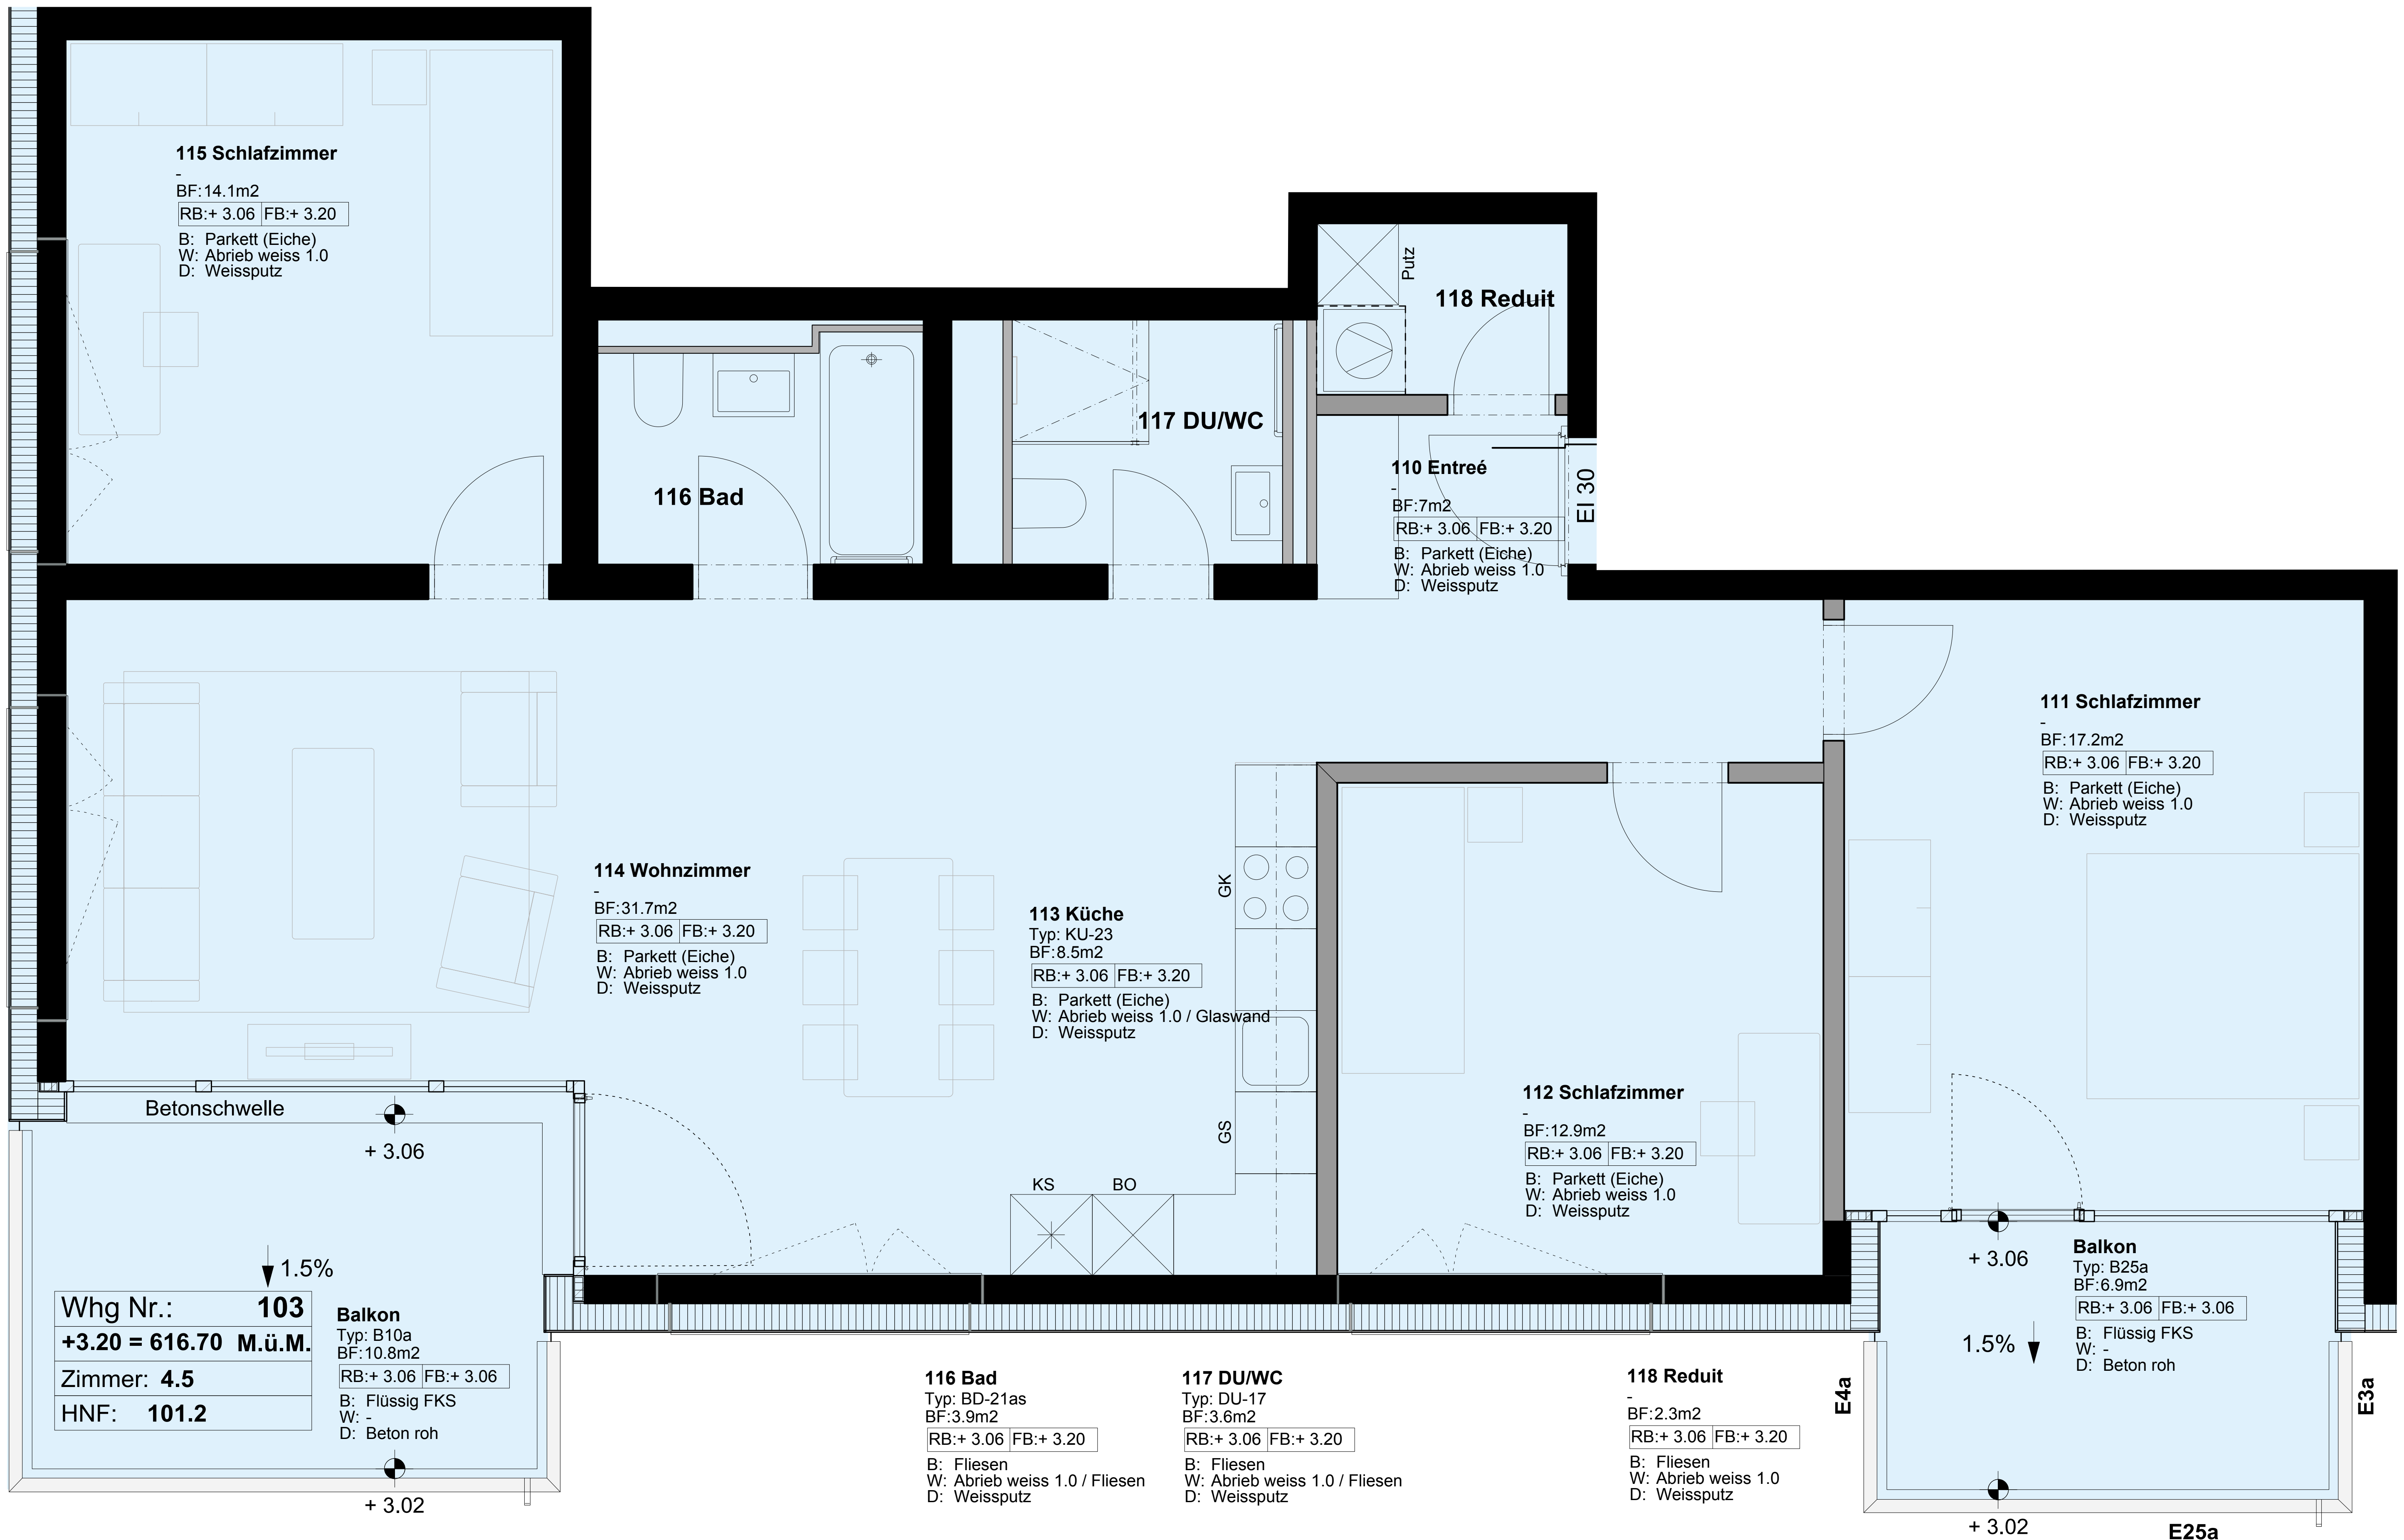 115 Schlafzimmer
-
BF:14.1m2
RB:+ 3.06 FB:+ 3.20
B: Parkett (Eiche)
W: Abrieb weiss 1.0
D: Weissputz
Putz
118 Reduit
117 DU/WC
116 Bad
110 Entreé
-
BF:7m2
RB:+ 3.06 FB:+ 3.20
B: Parkett (Eiche)
W: Abrieb weiss 1.0
D: Weissputz
EI 30
111 Schlafzimmer
-
BF:17.2m2
RB:+ 3.06 FB:+ 3.20
B: Parkett (Eiche)
W: Abrieb weiss 1.0
D: Weissputz
114 Wohnzimmer
-
BF:31.7m2
RB:+ 3.06 FB:+ 3.20
B: Parkett (Eiche)
W: Abrieb weiss 1.0
D: Weissputz
113 Küche
Typ: KU-23
BF:8.5m2
RB:+ 3.06 FB:+ 3.20
B: Parkett (Eiche)
W: Abrieb weiss 1.0 / Glaswand
D: Weissputz
GK
GS
KS
BO
112 Schlafzimmer
-
BF:12.9m2
RB:+ 3.06 FB:+ 3.20
B: Parkett (Eiche)
W: Abrieb weiss 1.0
D: Weissputz
Betonschwelle
+ 3.06
1.5%
Whg Nr.: 103
+3.20 = 616.70 M.ü.M.
Zimmer: 4.5
HNF: 101.2
Balkon
Typ: B10a
BF:10.8m2
RB:+ 3.06 FB:+ 3.06
B: Flüssig FKS
W: -
D: Beton roh
+ 3.02
116 Bad
Typ: BD-21as
BF:3.9m2
RB:+ 3.06 FB:+ 3.20
B: Fliesen
W: Abrieb weiss 1.0 / Fliesen
D: Weissputz
117 DU/WC
Typ: DU-17
BF:3.6m2
RB:+ 3.06 FB:+ 3.20
B: Fliesen
W: Abrieb weiss 1.0 / Fliesen
D: Weissputz
118 Reduit
-
BF:2.3m2
RB:+ 3.06 FB:+ 3.20
B: Fliesen
W: Abrieb weiss 1.0
D: Weissputz
+ 3.06
Balkon
Typ: B25a
BF:6.9m2
RB:+ 3.06 FB:+ 3.06
B: Flüssig FKS
W: -
D: Beton roh
1.5%
E4a
E3a
+ 3.02
E25a